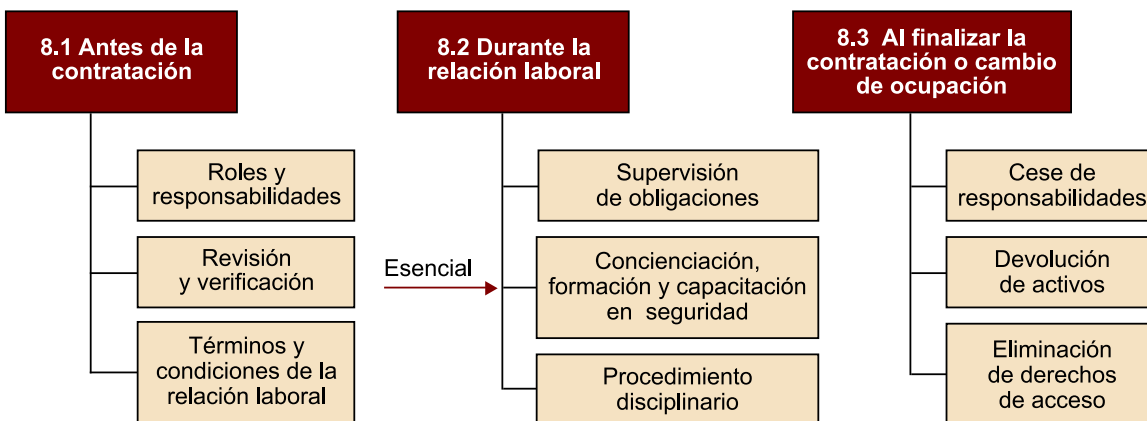 8.1 Antes de la
contratación
Roles y
responsabilidades
Revisión
y verificación
Términos y
condiciones de la
relación laboral
8.2 Durante la
relación laboral
Supervisión
de obligaciones
Esencial
Concienciación,
formación y capacitación
en seguridad
Procedimiento
disciplinario
8.3 Al finalizar la
contratación o cambio
de ocupación
Cese de
responsabilidades
Devolución
de activos
Eliminación
de derechos
de acceso